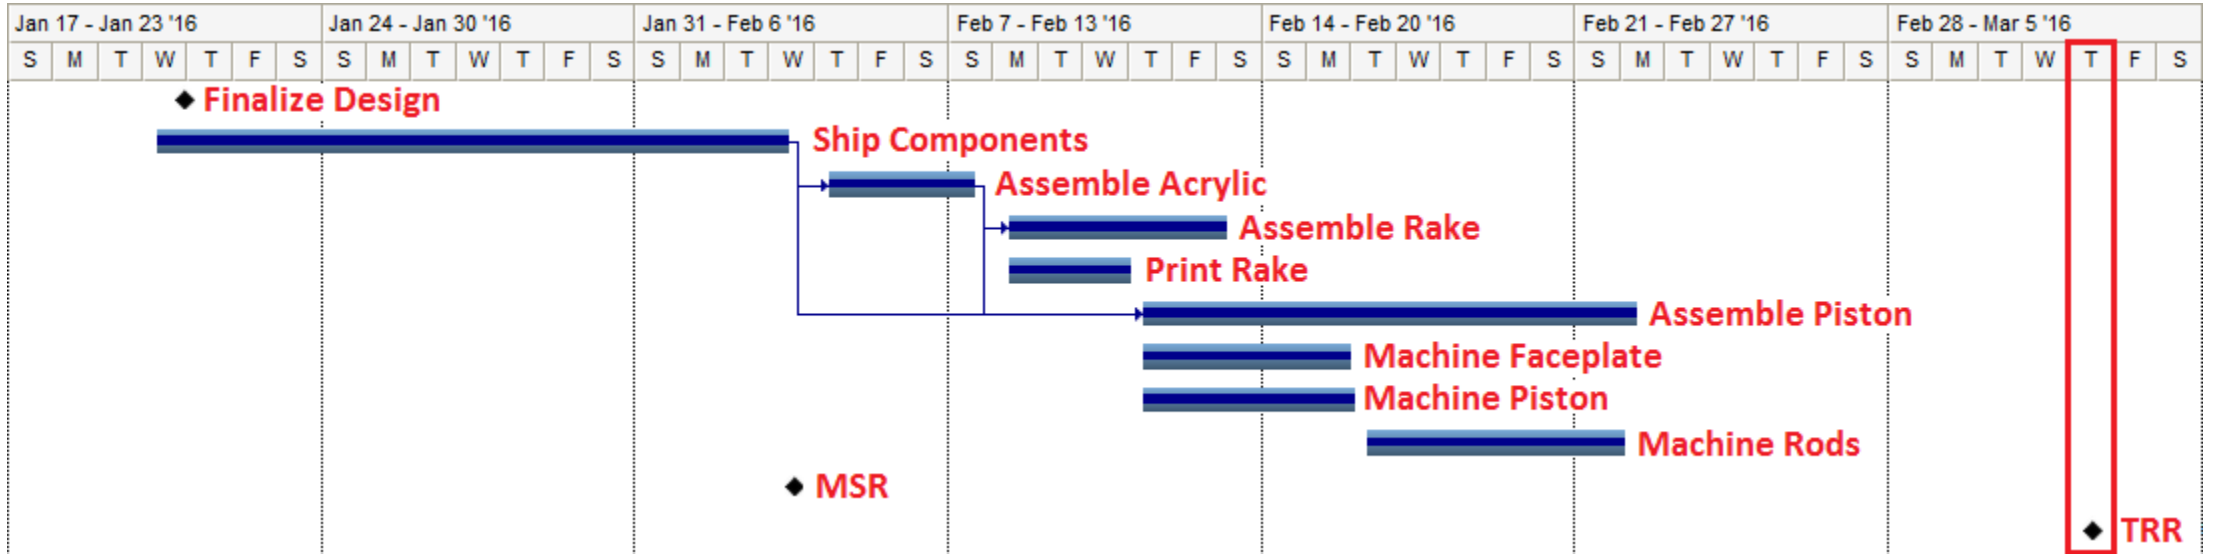 Jan 17 - Jan 23 '16 Jan 24 - Jan 30 '16 Jan 31 - Feb 6 '16 Feb 7 - Feb 13 '16 Feb 14 - Feb 20 '16 Feb 21 - Feb 27 '16 Feb 28 - Mar 5 '16
S M T W T F S S M T W T F S S M T W T F S S M T W T F S S M T W T F S S M T W T F S S M T W T F S
Finalize Design
Ship Components
Assemble Acrylic
Assemble Rake
Print Rake
Assemble Piston
Machine Faceplate
Machine Piston
Machine Rods
MSR
TRR